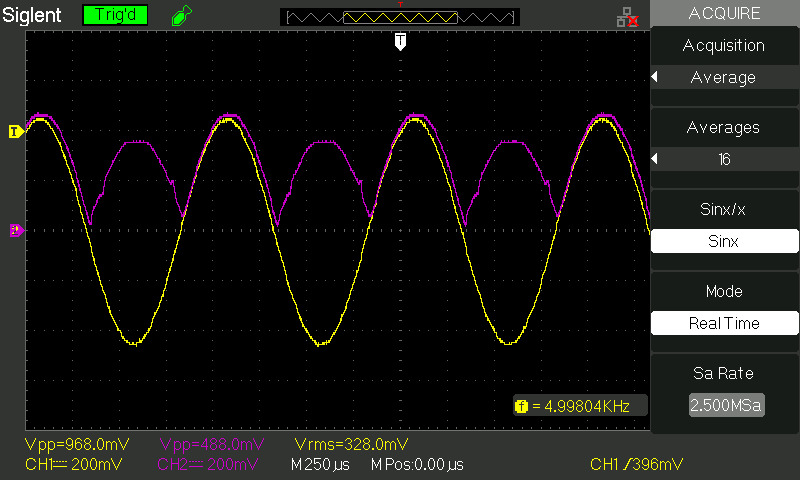 Siglent Trig'd T ACQUIRE
T
Acquisition
Average
T
Averages
16
Sinx/x
Sinx
Mode
Real Time
Sa Rate
2.500MSa
f = 4.99804KHz
Vpp=968.0mV Vpp=488.0mV Vrms=328.0mV
CH1 200mV CH2 200mV M250µs M Pos:0.00µs CH1 396mV